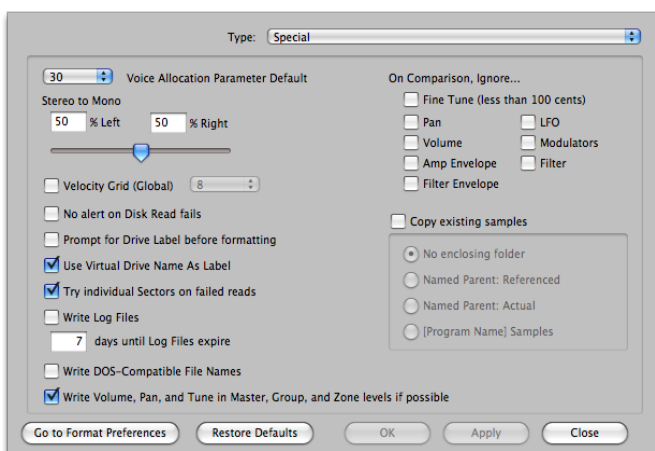 Type: Special
30 Voice Allocation Parameter Default
Stereo to Mono
50 % Left 50 % Right
Velocity Grid (Global) 8
No alert on Disk Read fails
Prompt for Drive Label before formatting
Use Virtual Drive Name As Label
Try individual Sectors on failed reads
Write Log Files
7 days until Log Files expire
Write DOS-Compatible File Names
Write Volume, Pan, and Tune in Master, Group, and Zone levels if possible
On Comparison, Ignore...
Fine Tune (less than 100 cents)
Pan LFO
Volume Modulators
Amp Envelope Filter
Filter Envelope
Copy existing samples
No enclosing folder
Named Parent: Referenced
Named Parent: Actual
[Program Name] Samples
Go to Format Preferences Restore Defaults OK Apply Close